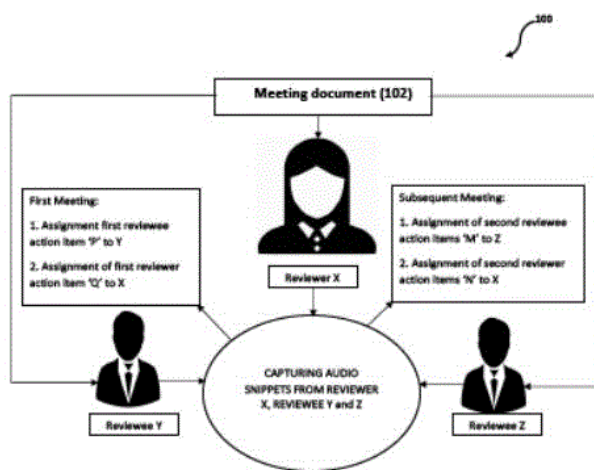 100
Meeting document (102)
First Meeting:
1. Assignment first reviewee
action item 'P' to Y
2. Assignment of first reviewer
action item 'Q' to X
Subsequent Meeting:
1. Assignment of second reviewee
action items 'M' to Z
2. Assignment of second reviewer
action items 'N' to X
Reviewer X
CAPTURING AUDIO
SNIPPETS FROM REVIEWER
X, REVIEWEE Y and Z
Reviewee Y
Reviewee Z